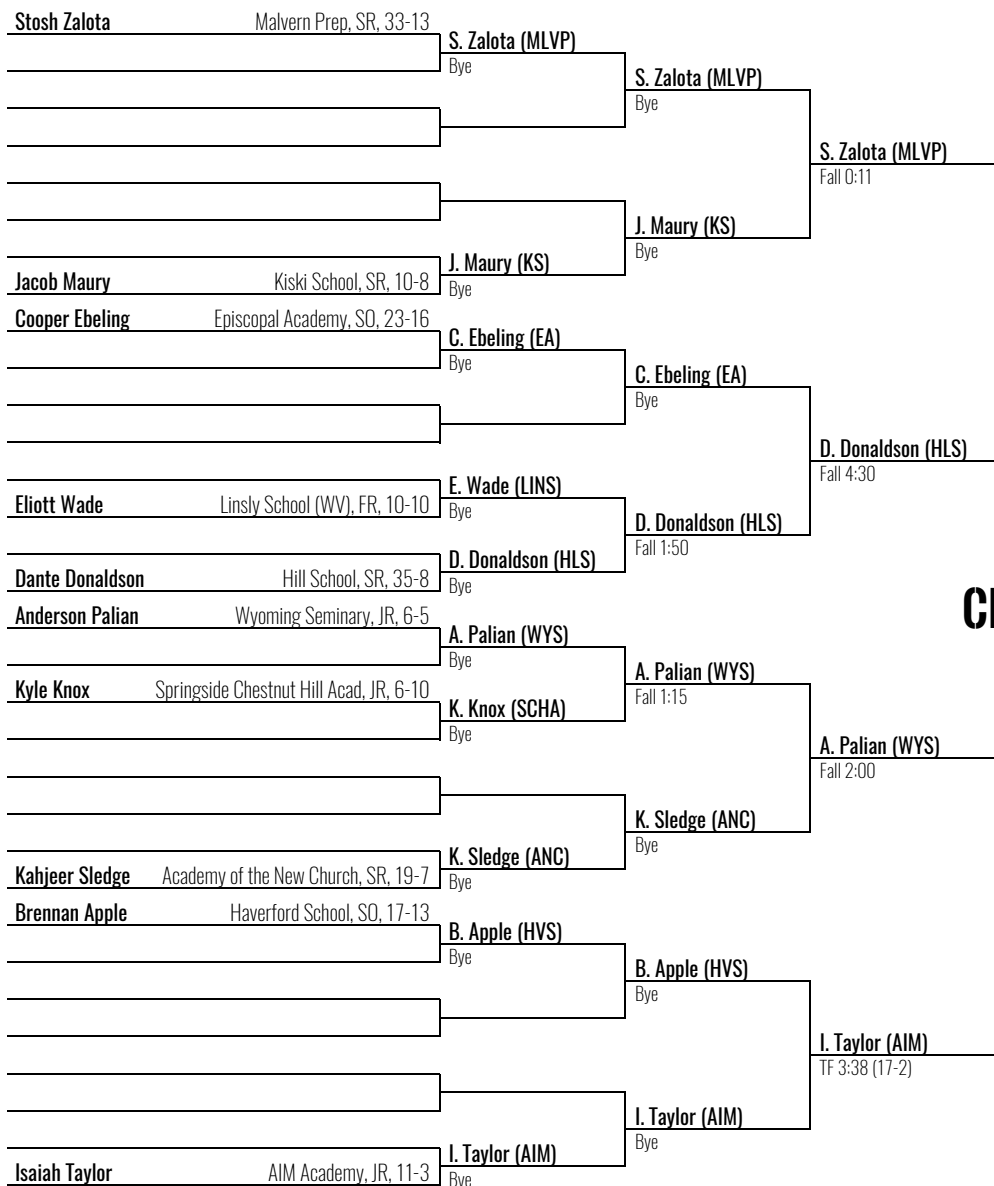 Stosh Zalota Malvern Prep, SR, 33-13
S. Zalota (MLVP)
Bye
S. Zalota (MLVP)
Bye
S. Zalota (MLVP)
Fall 0:11
J. Maury (KS)
Bye
J. Maury (KS)
Bye
Jacob Maury Kiski School, SR, 10-8
Cooper Ebeling Episcopal Academy, SO, 23-16
C. Ebeling (EA)
Bye
C. Ebeling (EA)
Bye
D. Donaldson (HLS)
Fall 4:30
E. Wade (LINS)
Bye
Eliott Wade Linsly School (WV), FR, 10-10
D. Donaldson (HLS)
Fall 1:50
D. Donaldson (HLS)
Bye
Dante Donaldson Hill School, SR, 35-8
Anderson Palian Wyoming Seminary, JR, 6-5
A. Palian (WYS)
Bye
A. Palian (WYS)
Fall 1:15
Kyle Knox Springside Chestnut Hill Acad, JR, 6-10
K. Knox (SCHA)
Bye
A. Palian (WYS)
Fall 2:00
K. Sledge (ANC)
Bye
K. Sledge (ANC)
Bye
Kahjeer Sledge Academy of the New Church, SR, 19-7
Brennan Apple Haverford School, SO, 17-13
B. Apple (HVS)
Bye
B. Apple (HVS)
Bye
I. Taylor (AIM)
TF 3:38 (17-2)
I. Taylor (AIM)
Bye
I. Taylor (AIM)
Bye
Isaiah Taylor AIM Academy, JR, 11-3